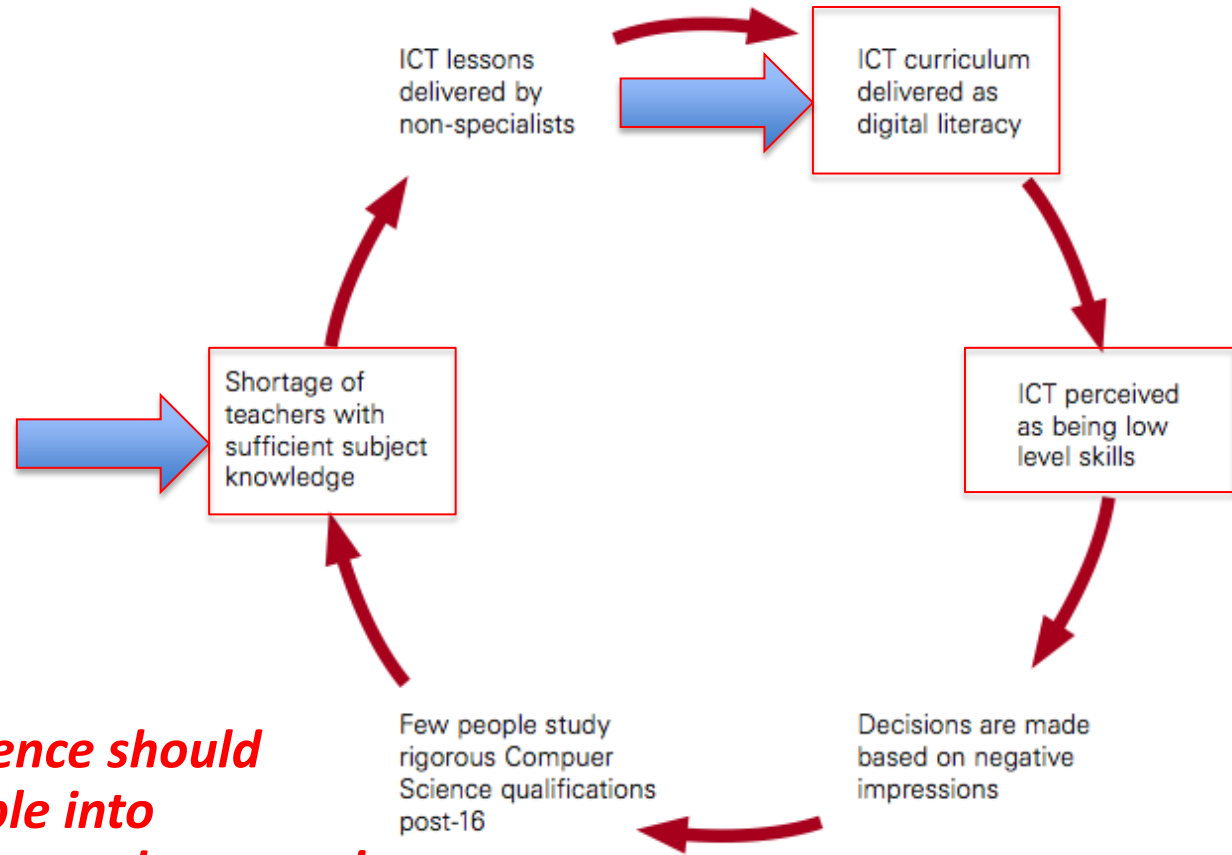 ICT lessons
delivered by
non-specialists
ICT curriculum
delivered as
digital literacy
Shortage of
teachers with
sufficient subject
knowledge
ICT perceived
as being low
level skills
Few people study
rigorous Compuer
Science qualifications
post-16
Decisions are made
based on negative
impressions
ence should
ple into